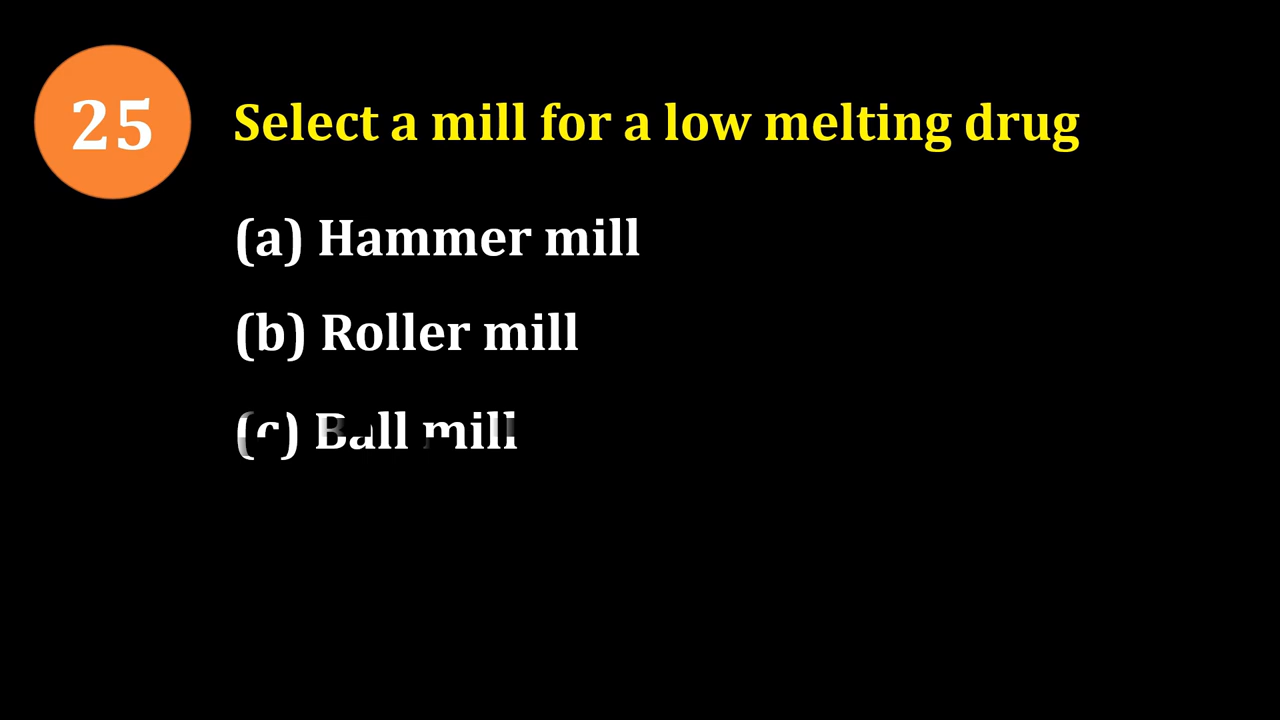 25
Select a mill for a low melting drug
(a) Hammer mill
(b) Roller mill
(c) Ball mill